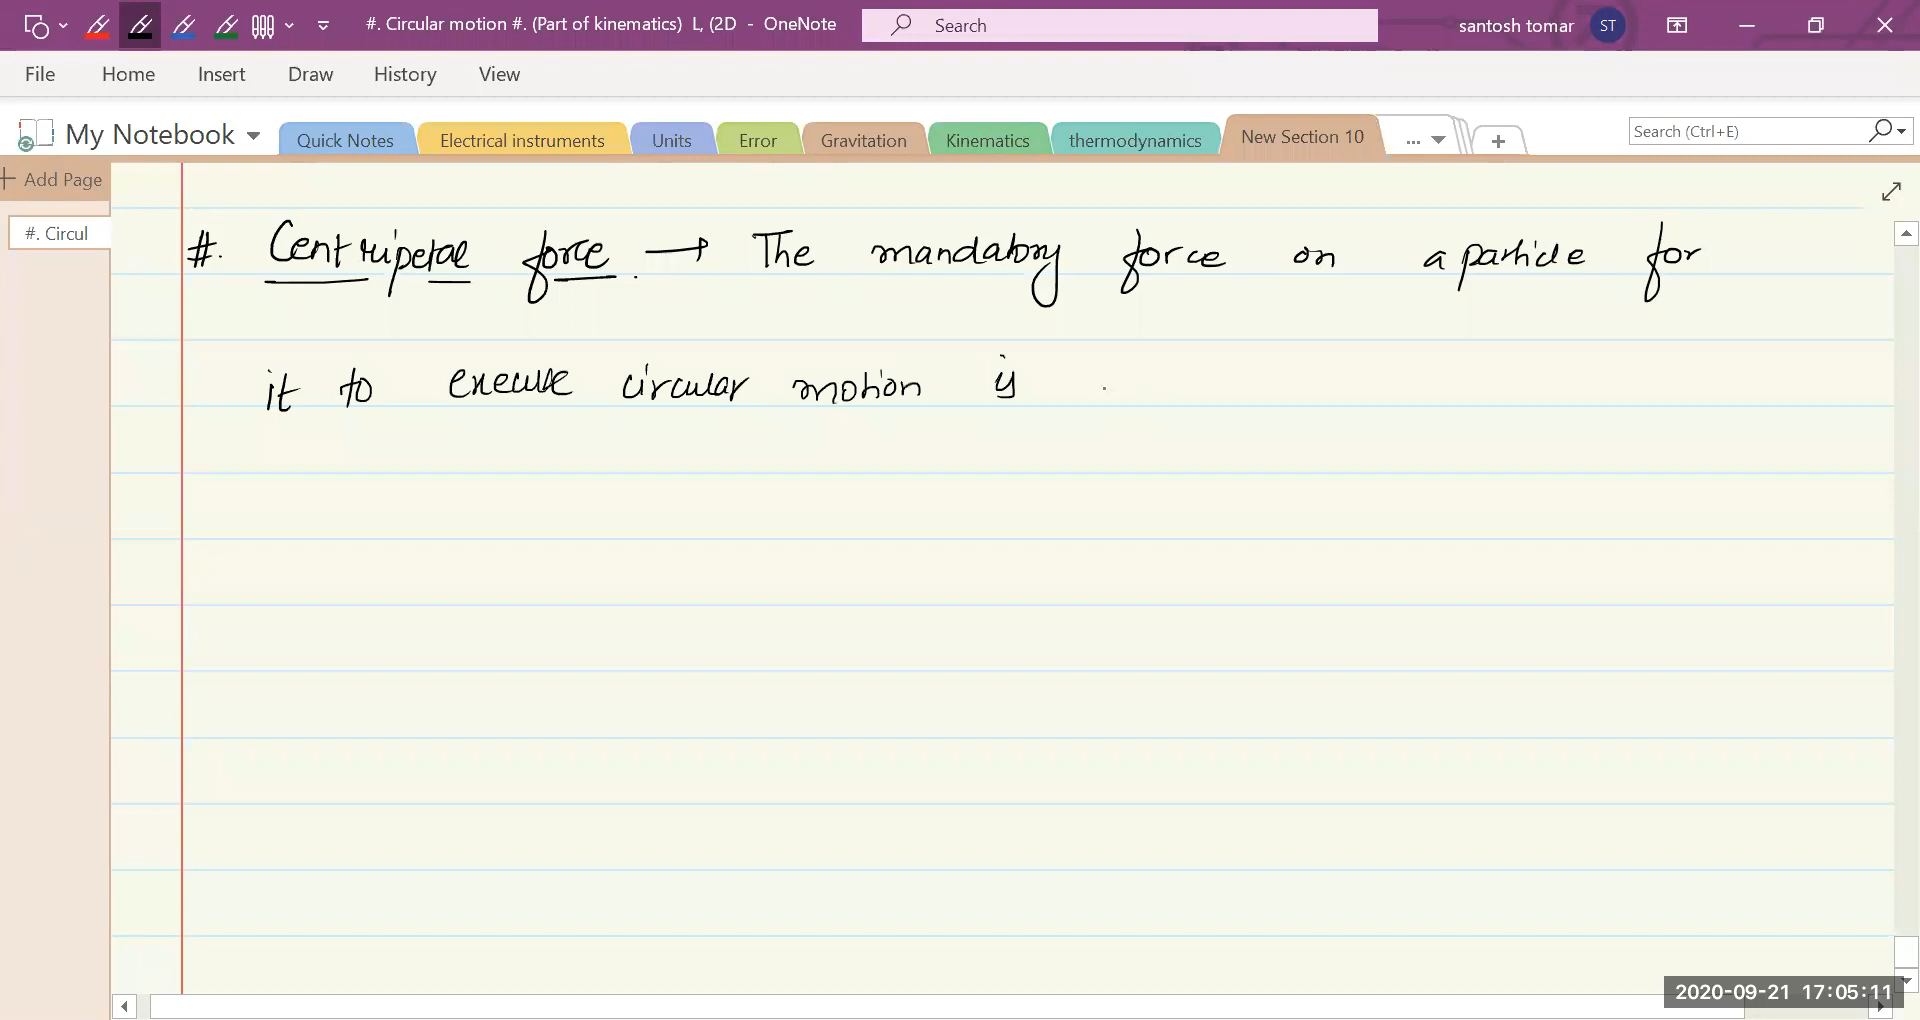 #. Circular motion #. (Part of kinematics) L, (2D - OneNote
Search
santosh tomar ST
File Home Insert Draw History View
My Notebook Quick Notes Electrical instruments Units Error Gravitation Kinematics thermodynamics New Section 10 ... + Search (Ctrl+E)
+ Add Page
#. Circul
#. Centripetal force. → The mandatory force on a particle for
it to execute circular motion is
2020-09-21 17:05:11